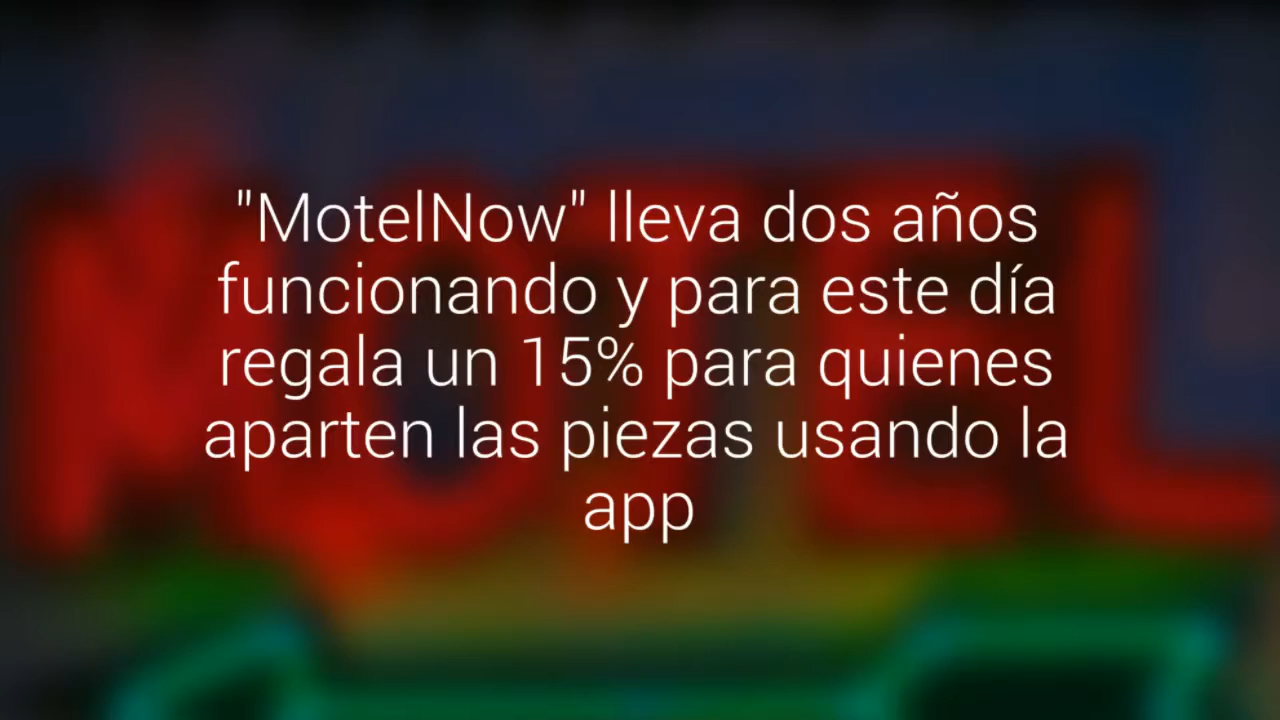 "MotelNow" lleva dos años
funcionando y para este día
regala un 15% para quienes
aparten las piezas usando la
app
MOTEL